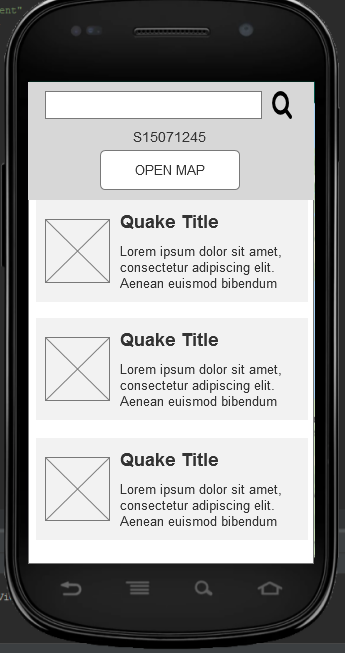 ent"
S15071245
OPEN MAP
Quake Title
Lorem ipsum dolor sit amet,
consectetur adipiscing elit.
Aenean euismod bibendum
Quake Title
Lorem ipsum dolor sit amet,
consectetur adipiscing elit.
Aenean euismod bibendum
Quake Title
Lorem ipsum dolor sit amet,
consectetur adipiscing elit.
Aenean euismod bibendum